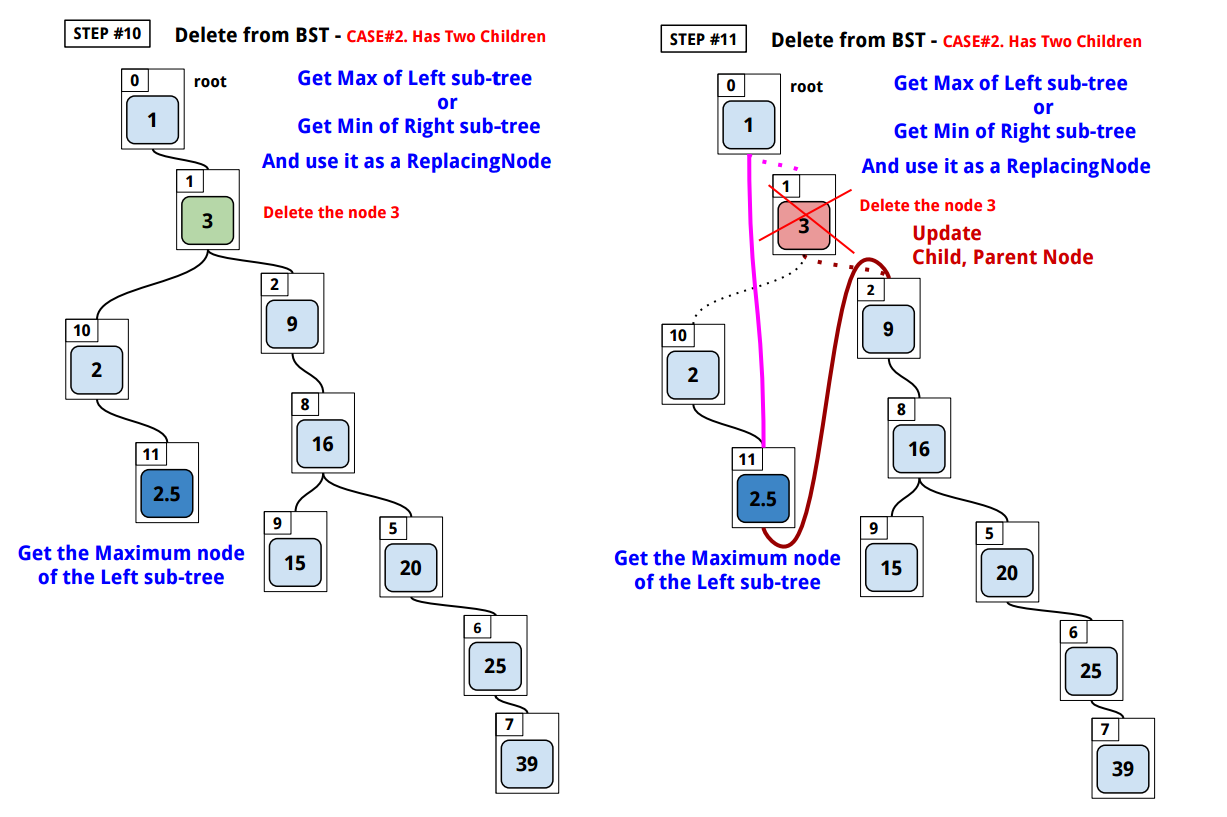 STEP #10
Delete from BST - CASE#2. Has Two Children
0
root
1
Get Max of Left sub-tree
or
Get Min of Right sub-tree
And use it as a ReplacingNode
1
3
Delete the node 3
2
9
10
2
8
16
11
2.5
9
15
5
20
Get the Maximum node
of the Left sub-tree
6
25
7
39
STEP #11
Delete from BST - CASE#2. Has Two Children
0
root
1
Get Max of Left sub-tree
or
Get Min of Right sub-tree
And use it as a ReplacingNode
1
3
Delete the node 3
Update
Child, Parent Node
2
9
10
2
8
16
11
2.5
9
15
5
20
Get the Maximum node
of the Left sub-tree
6
25
7
39